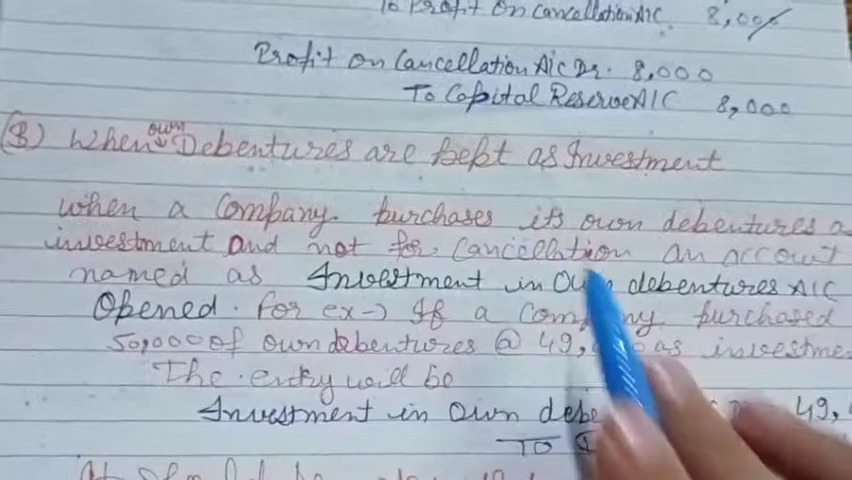 To Profit on Cancellation A/C 8,000
Profit on Cancellation A/C Dr. 8,000
To Capital Reserve A/C 8,000
(B) When own Debentures are kept as Investment
when a Company purchases its own debentures as
investment and not for Cancellation an account
named as Investment in Own debentures A/C
Opened. for ex-> If a Company purchased
50,000 of own debentures @ 49, as investme
The entry will be
Investment in Own debe 49,
To